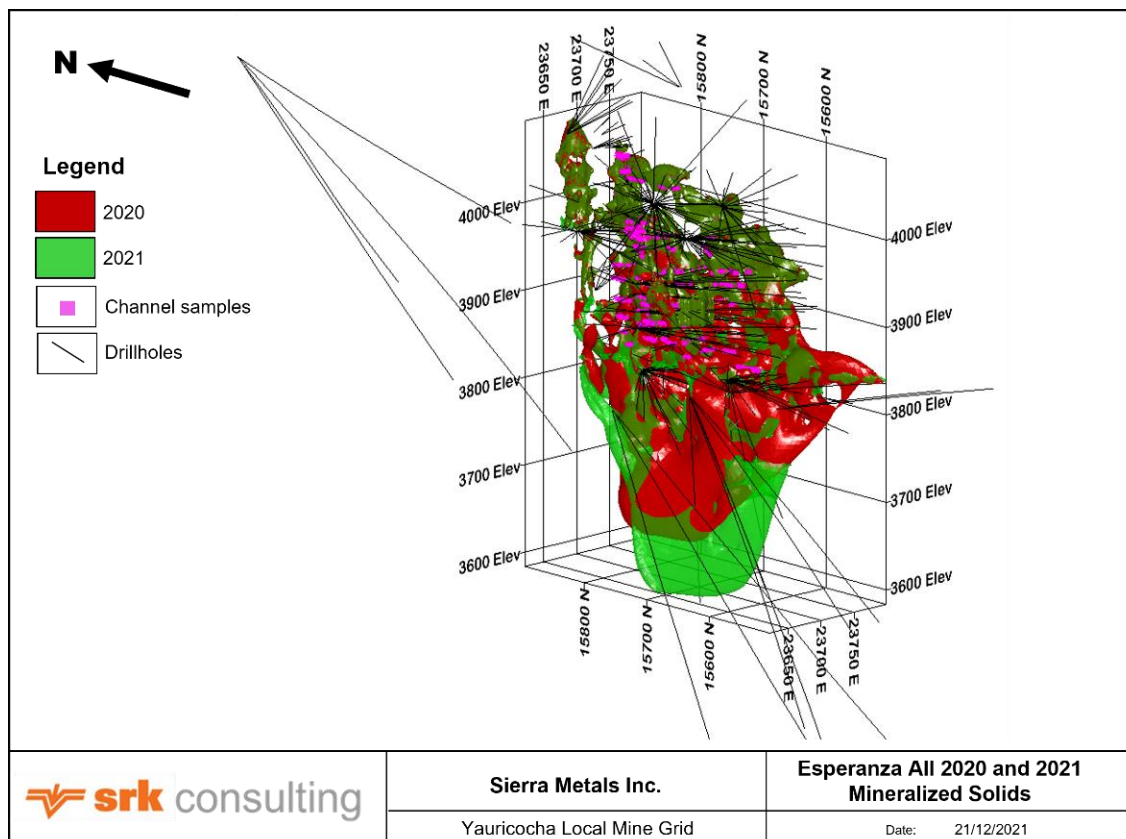 N
Legend
2020
2021
Channel samples
Drillholes
23650 E
23700 E
23750 E
15800 N
15700 N
15600 N
4000 Elev
3900 Elev
3800 Elev
3700 Elev
3600 Elev
4000 Elev
3900 Elev
3800 Elev
3700 Elev
3600 Elev
15800 N
15700 N
15600 N
23650 E
23700 E
23750 E
srk consulting
Sierra Metals Inc.
Yauricocha Local Mine Grid
Esperanza All 2020 and 2021
Mineralized Solids
Date: 21/12/2021